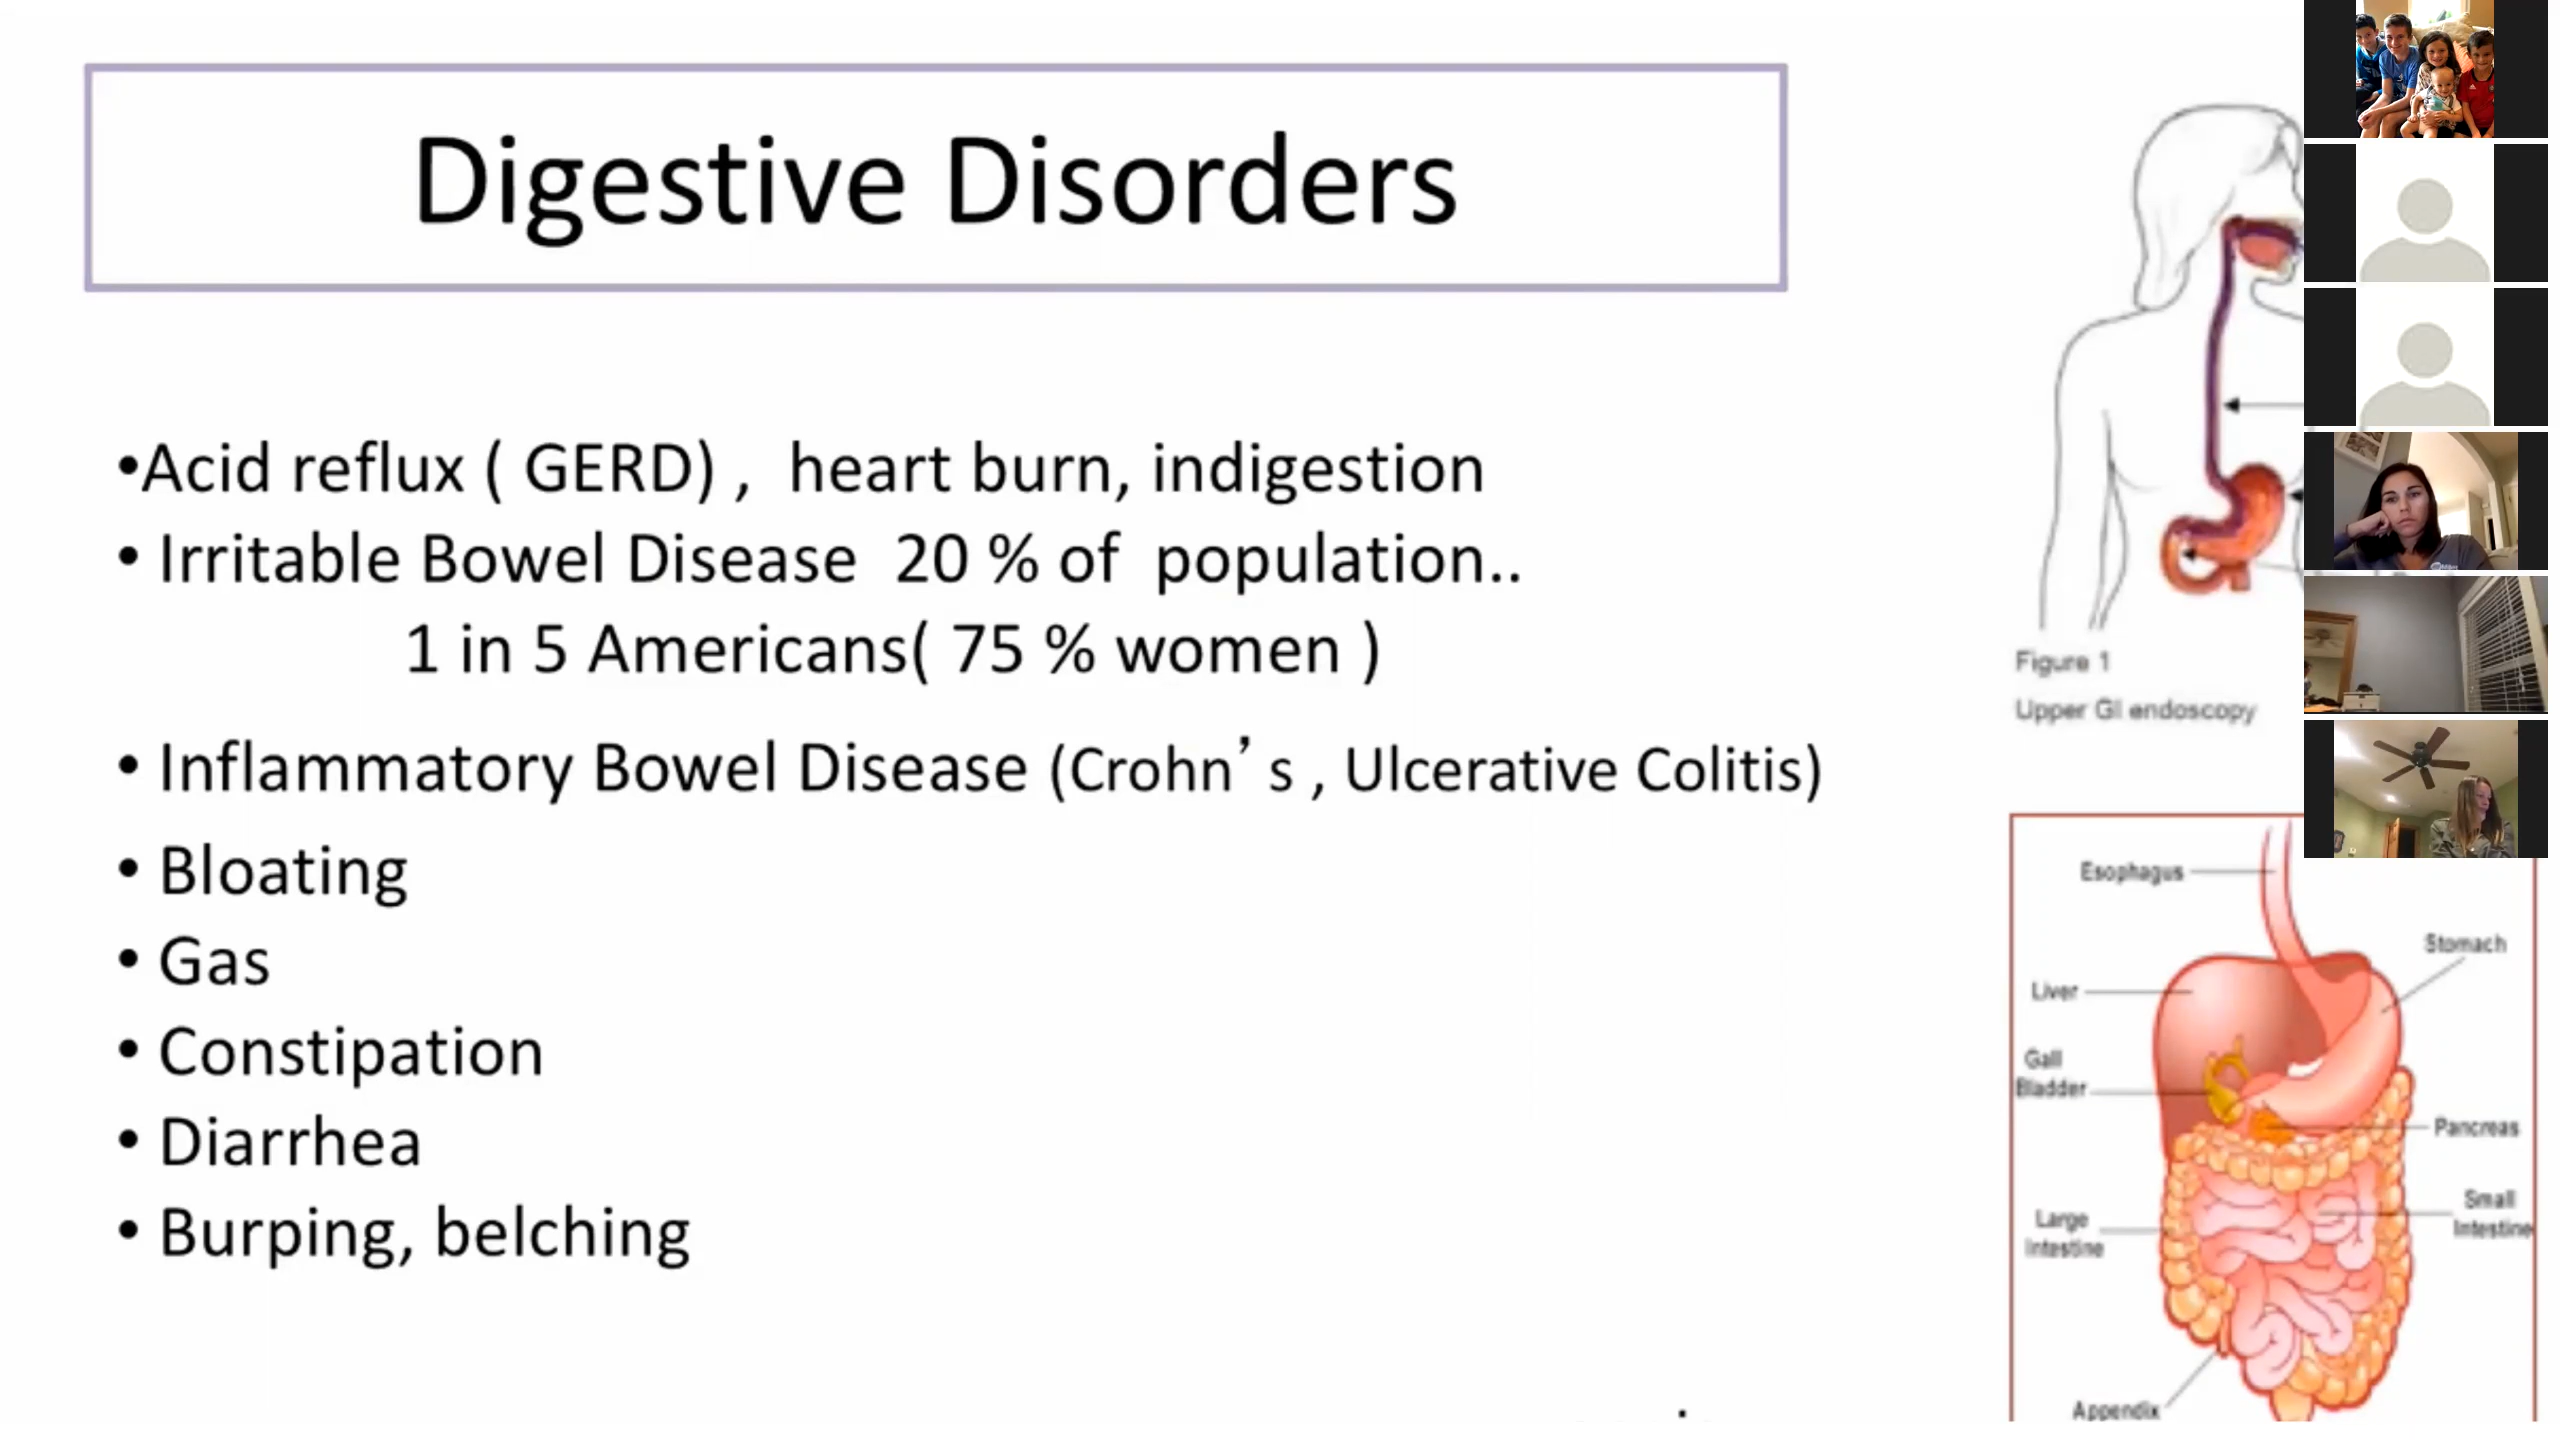 Digestive Disorders
•Acid reflux ( GERD) , heart burn, indigestion
• Irritable Bowel Disease 20 % of population..
1 in 5 Americans( 75 % women )
• Inflammatory Bowel Disease (Crohn’ s , Ulcerative Colitis)
• Bloating
• Gas
• Constipation
• Diarrhea
• Burping, belching
Figure 1
Upper GI endoscopy
Esophagus
Stomach
Liver
Gall
Bladder
Pancreas
Small
Intestine
Large
Intestine
Appendix